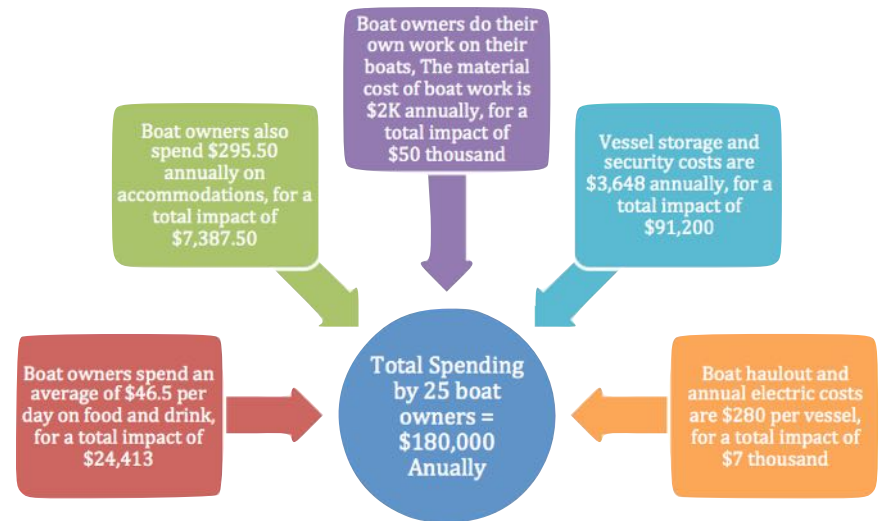 Boat owners do their
own work on their
boats, The material
cost of boat work is
$2K annually, for a
total impact of
$50 thousand
Boat owners also
spend $295.50
annually on
accommodations, for a
total impact of
$7,387.50
Vessel storage and
security costs are
$3,648 annually, for a
total impact of
$91,200
Boat owners spend an
average of $46.5 per
day on food and drink,
for a total impact of
$24,413
Total Spending
by 25 boat
owners =
$180,000
Anually
Boat haulout and
annual electric costs
are $280 per vessel,
for a total impact of
$7 thousand